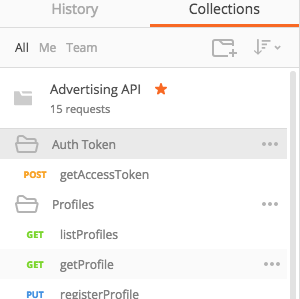 History Collections
All Me Team
Advertising API
15 requests
Auth Token
POST getAccessToken
Profiles
GET listProfiles
GET getProfile
PUT registerProfile